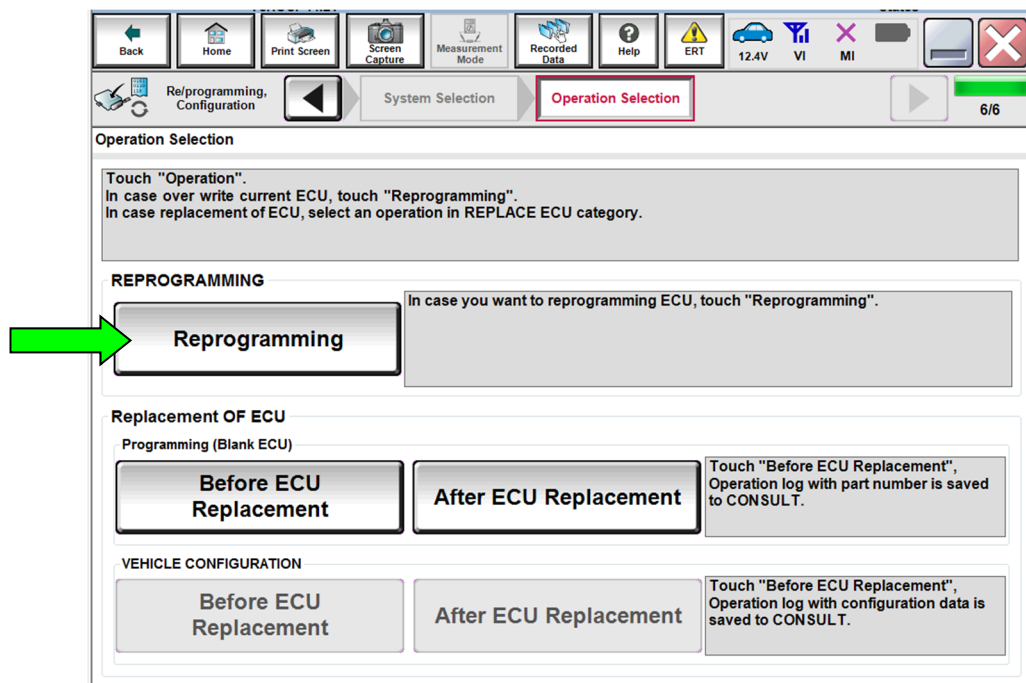 Back
Home
Print Screen
Screen
Capture
Measurement
Mode
Recorded
Data
Help
ERT
12.4V
VI
MI
Re/programming,
Configuration
System Selection
Operation Selection
6/6
Operation Selection
Touch "Operation".
In case over write current ECU, touch "Reprogramming".
In case replacement of ECU, select an operation in REPLACE ECU category.
REPROGRAMMING
Reprogramming
In case you want to reprogramming ECU, touch "Reprogramming".
Replacement OF ECU
Programming (Blank ECU)
Before ECU
Replacement
After ECU Replacement
Touch "Before ECU Replacement",
Operation log with part number is saved
to CONSULT.
VEHICLE CONFIGURATION
Before ECU
Replacement
After ECU Replacement
Touch "Before ECU Replacement",
Operation log with configuration data is
saved to CONSULT.